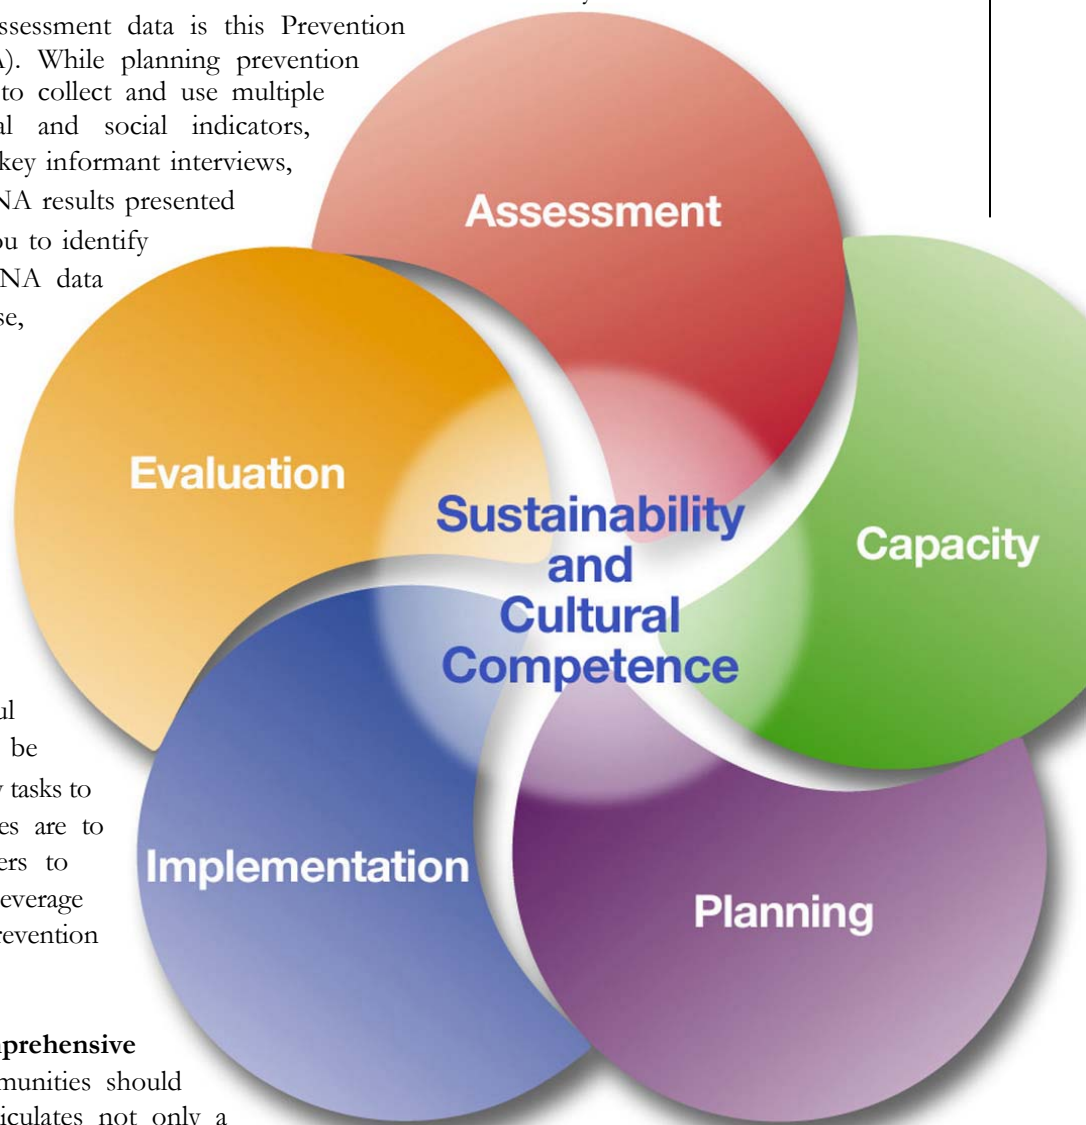 ssessment data is this Prevention
A). While planning prevention
to collect and use multiple
al and social indicators,
key informant interviews,
NA results presented
ou to identify
NA data
se,
Assessment
Evaluation
Capacity
Sustainability
and
Cultural
Competence
ul
be
y tasks to
es are to
ers to
everage
revention
Implementation
Planning
prehensive
munities should
iculates not only a